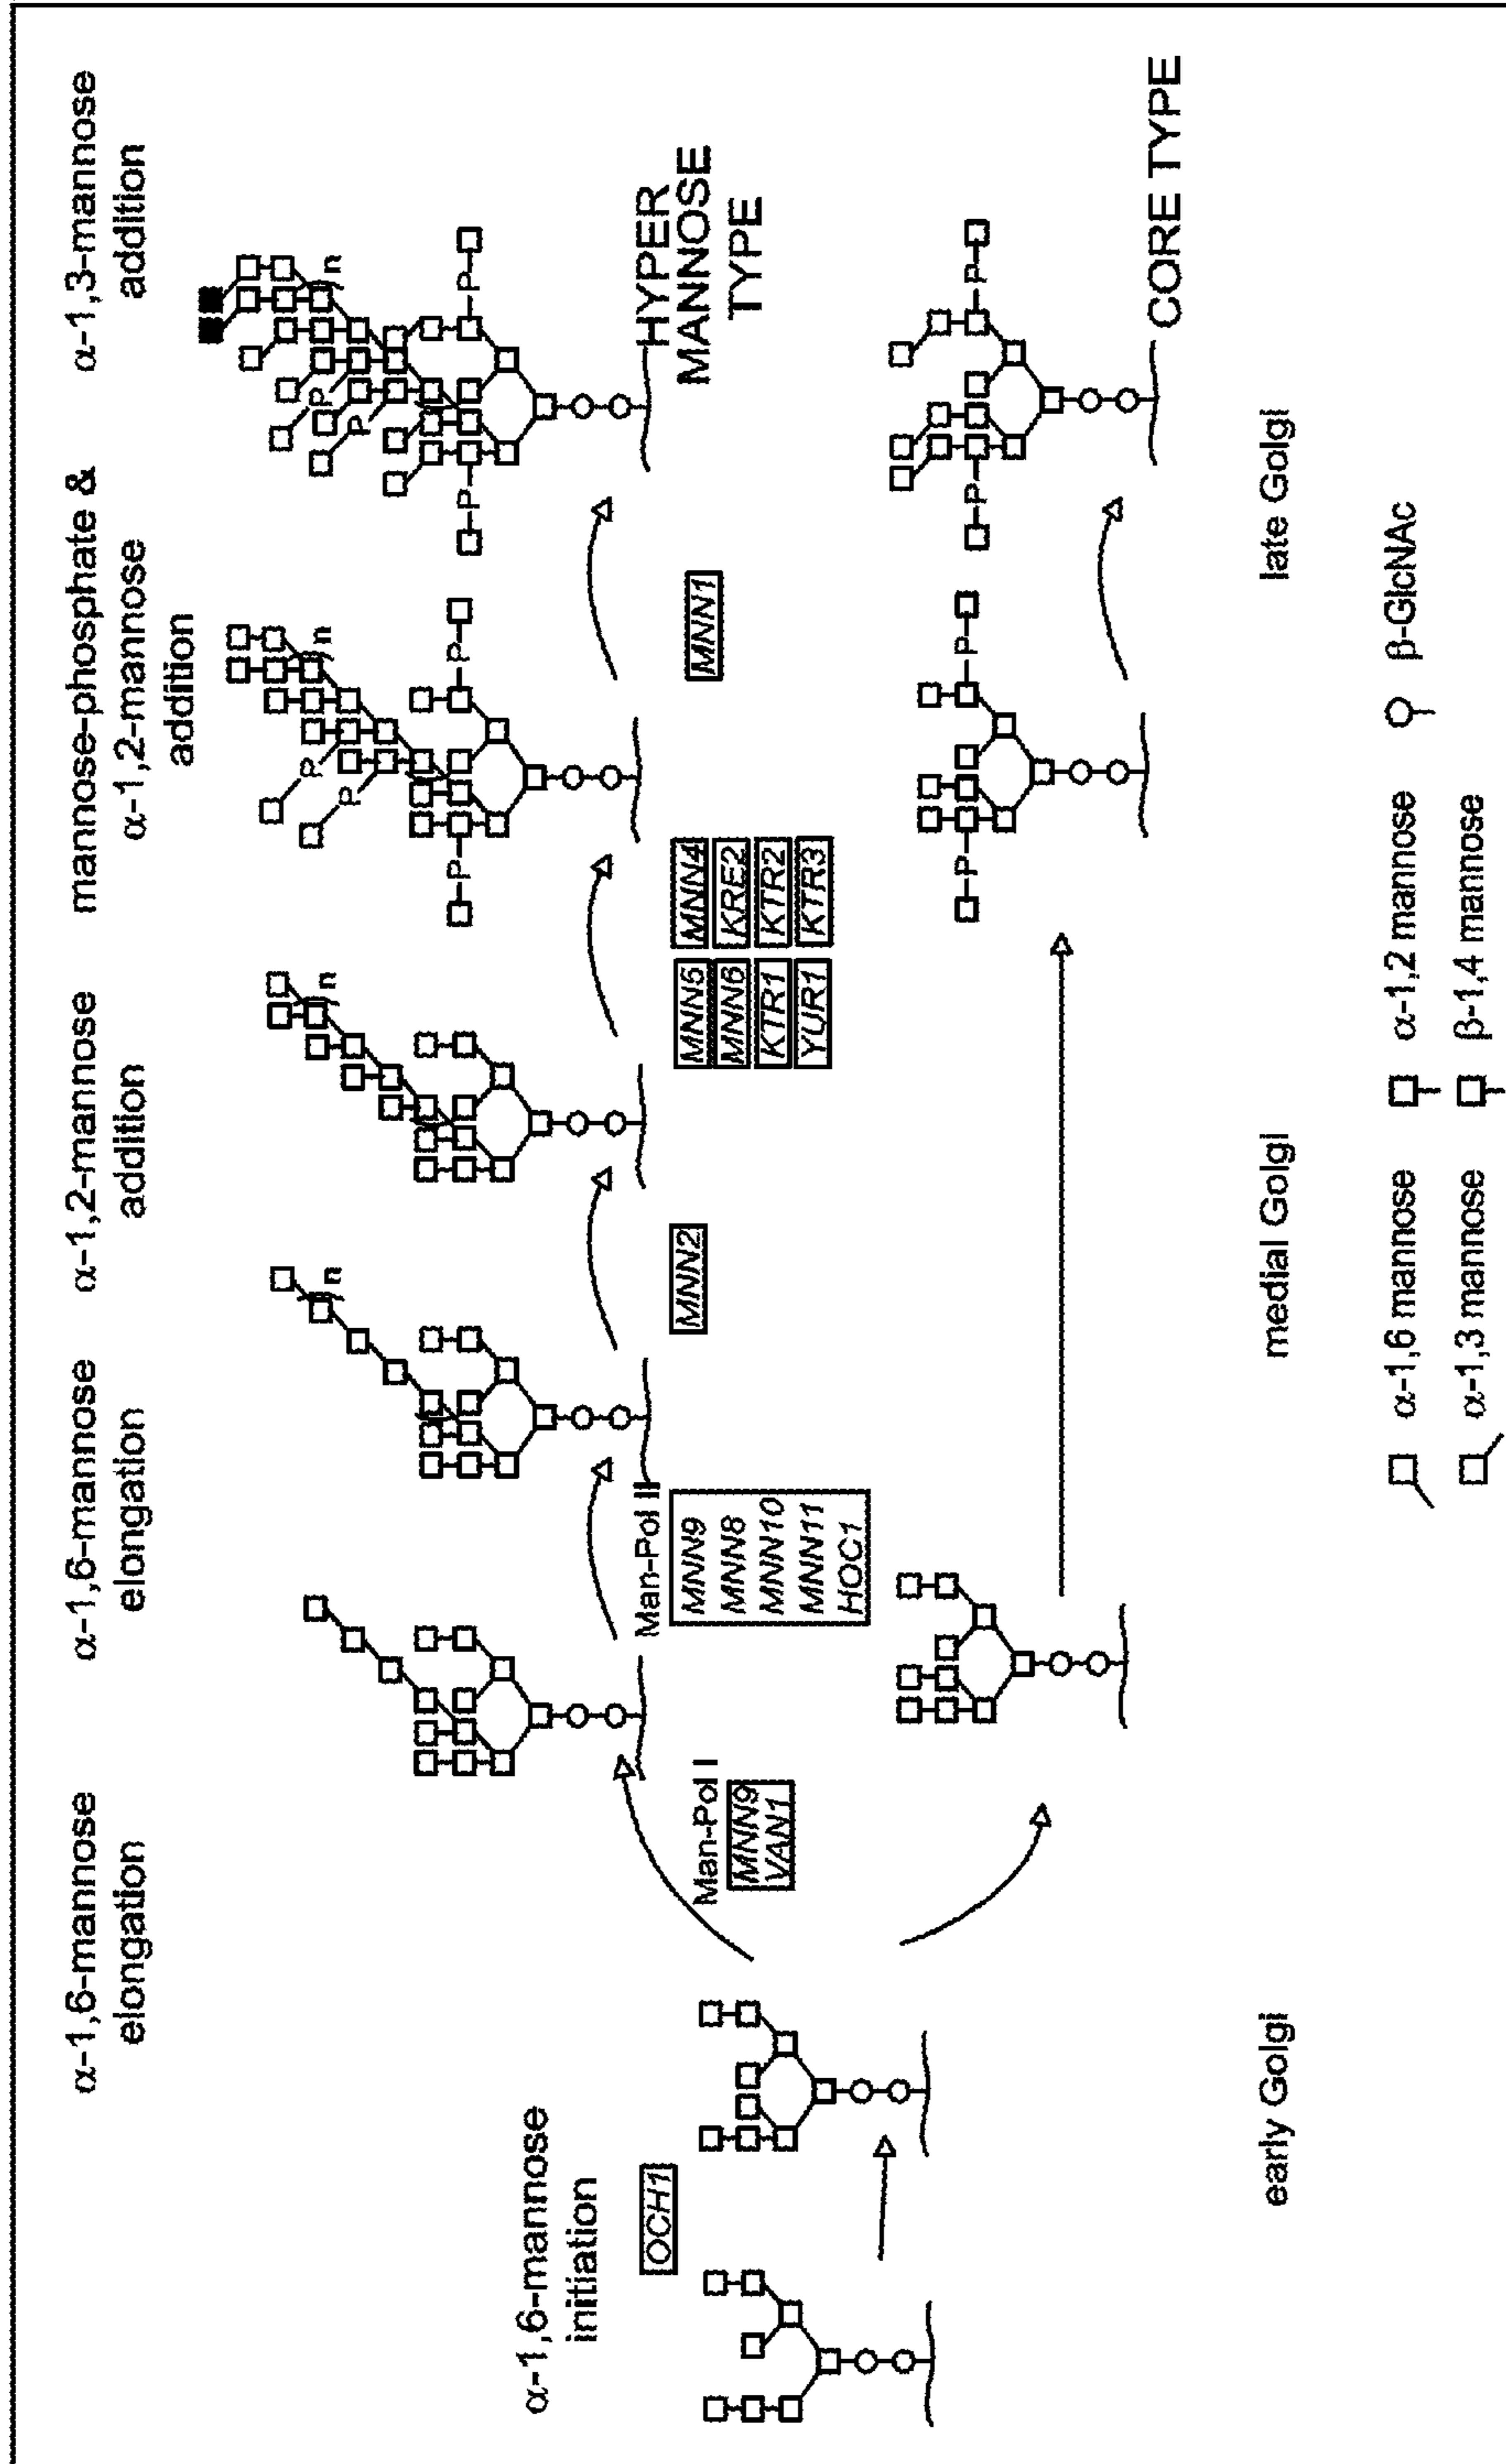 α-1,6-mannose
initiation
α-1,6-mannose
elongation
α-1,6-mannose
elongation
α-1,2-mannose
addition
mannose-phosphate &
α-1,2-mannose
addition
α-1,3-mannose
addition
OCH1
Man-Pol I
MNN9
VAN1
Man-Pol II
MNN9
MNN8
MNN10
MNN11
HOC1
MNN2
MNN5
MNN4
MNN6
KRE2
KTR1
KTR2
YUR1
KTR3
MNN1
n
n
P
P
P
P
n
P
P
P
P
n
HYPER
MANNOSE
TYPE
P
P
P
P
CORE TYPE
early Golgi
medial Golgi
late Golgi
α-1,6 mannose
α-1,2 mannose
β-GlcNAc
α-1,3 mannose
β-1,4 mannose